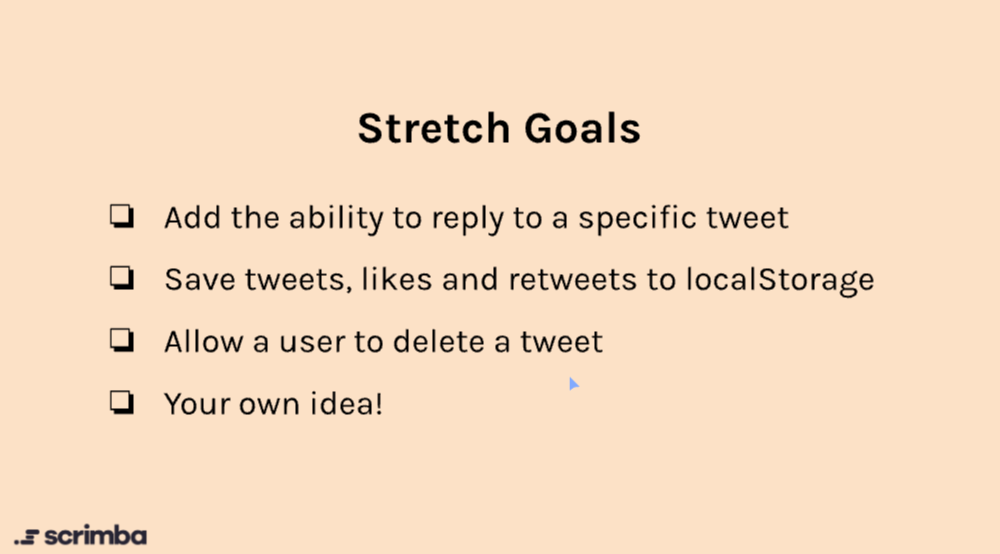 Stretch Goals
Add the ability to reply to a specific tweet
Save tweets, likes and retweets to localStorage
Allow a user to delete a tweet
Your own idea!
scrimba